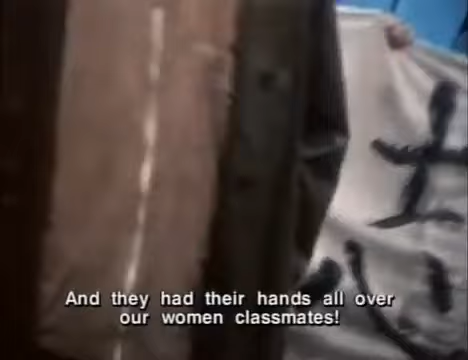 And they had their hands all over
our women classmates!